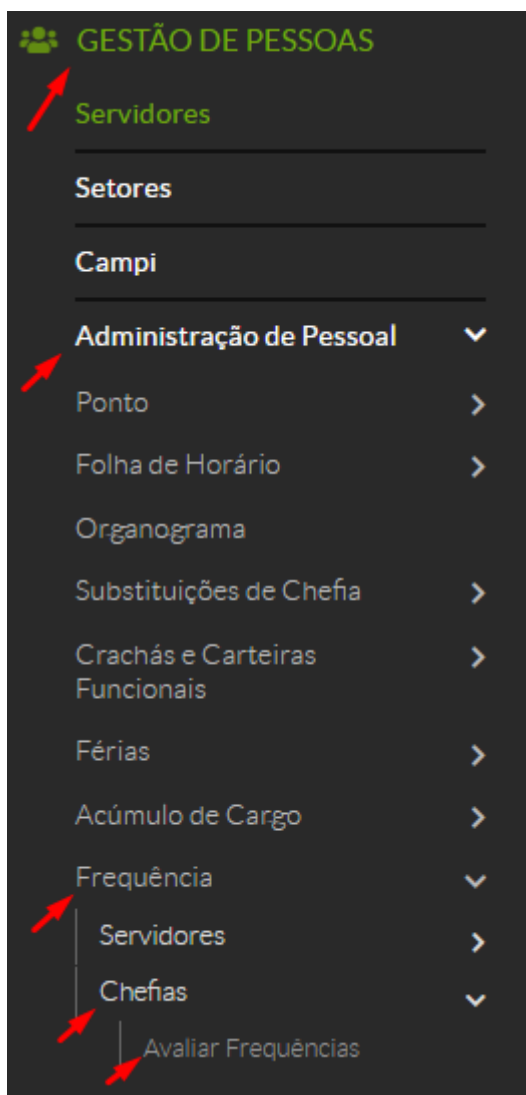 GESTÃO DE PESSOAS
Servidores
Setores
Campi
Administração de Pessoal
Ponto
Folha de Horário
Organograma
Substituições de Chefia
Crachás e Carteiras
Funcionais
Férias
Acúmulo de Cargo
Frequência
Servidores
Chefias
Avaliar Frequências